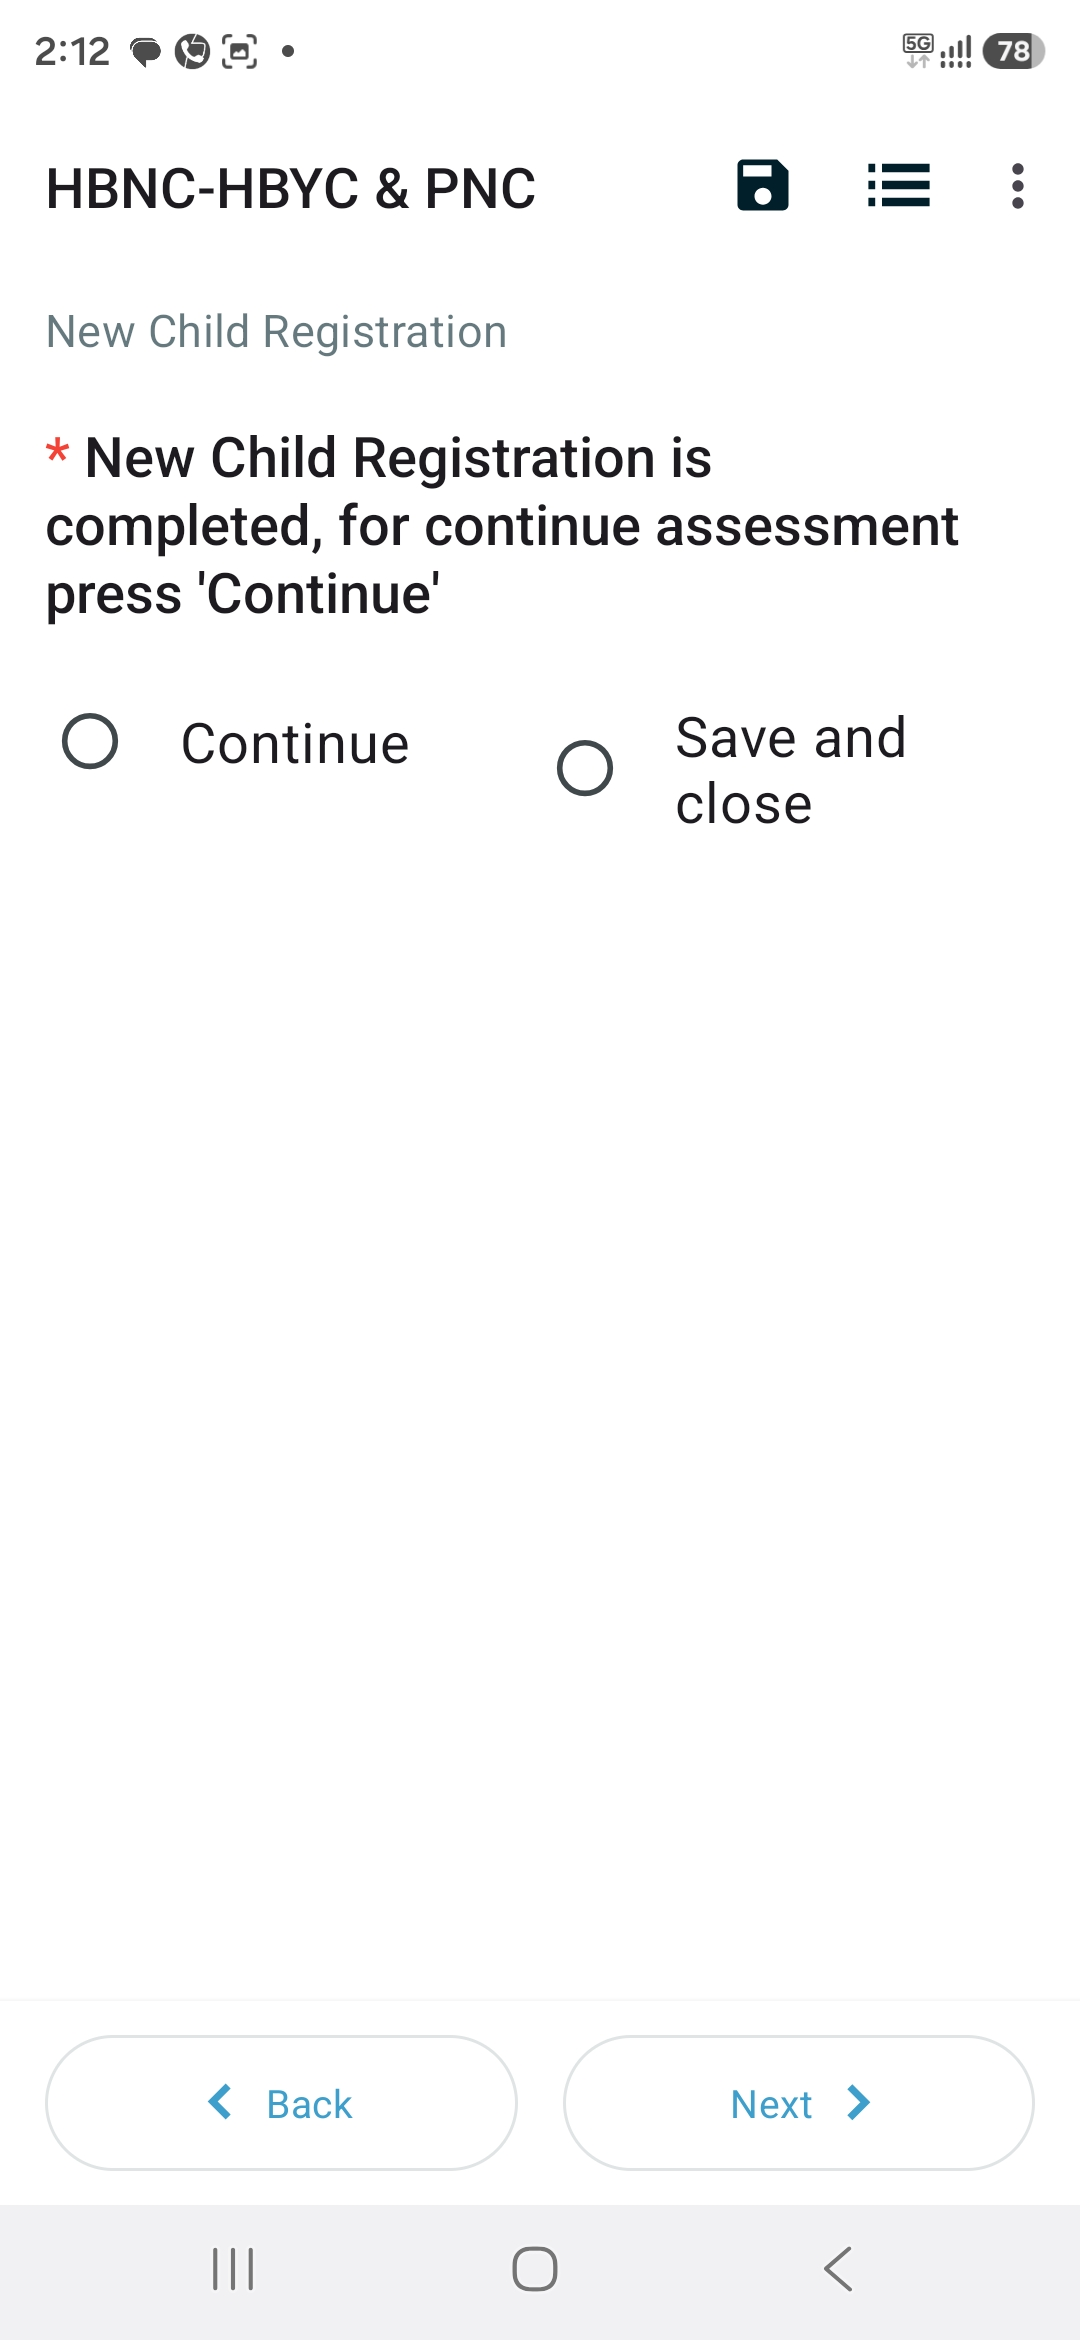 2:12
5G
78
HBNC-HBYC & PNC
New Child Registration
* New Child Registration is
completed, for continue assessment
press 'Continue'
Continue
Save and
close
Back
Next